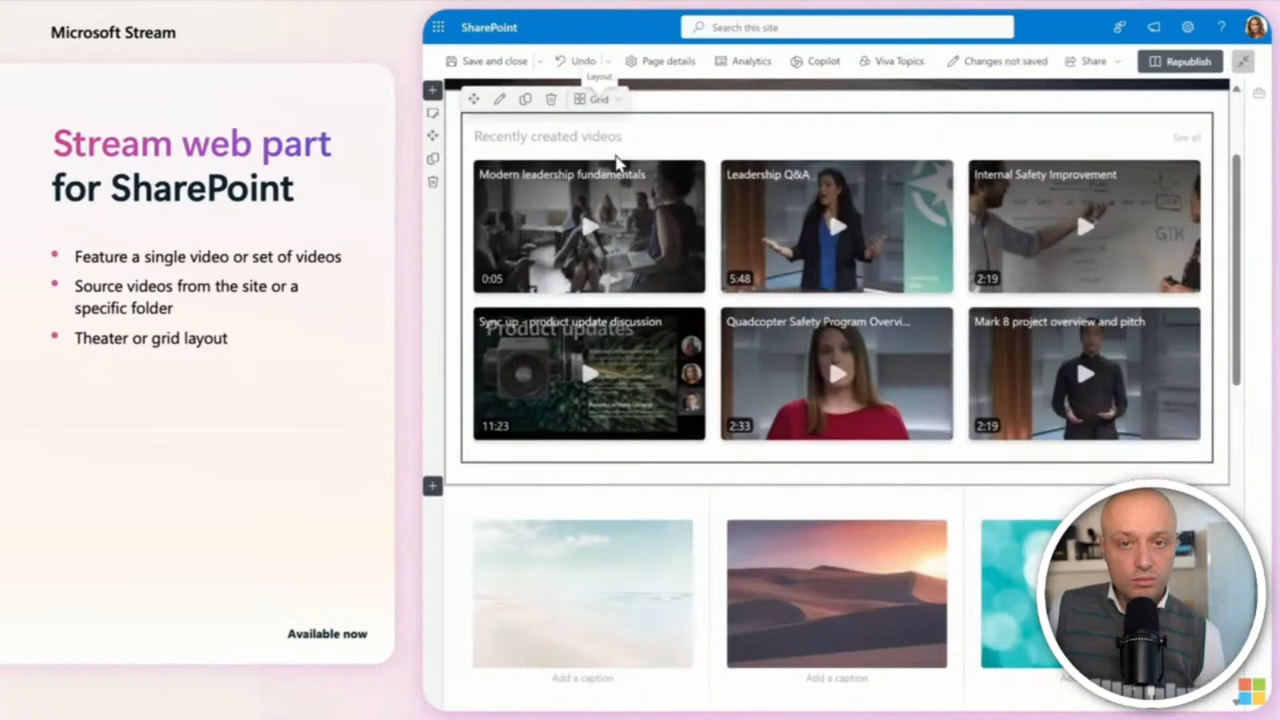 Microsoft Stream
Stream web part
for SharePoint
• Feature a single video or set of videos
• Source videos from the site or a
specific folder
• Theater or grid layout
Available now
SharePoint
Search this site
Save and close
Undo
Page details
Analytics
Copilot
Viva Topics
Changes not saved
Share
Republish
Layout
Grid
Recently created videos
See all
Modern leadership fundamentals
0:05
Leadership Q&A
5:48
Internal Safety Improvement
2:19
Sync up - product update discussion
Product updates
11:23
Quadcopter Safety Program Overvi...
2:33
Mark 8 project overview and pitch
2:19
Add a caption
Add a caption